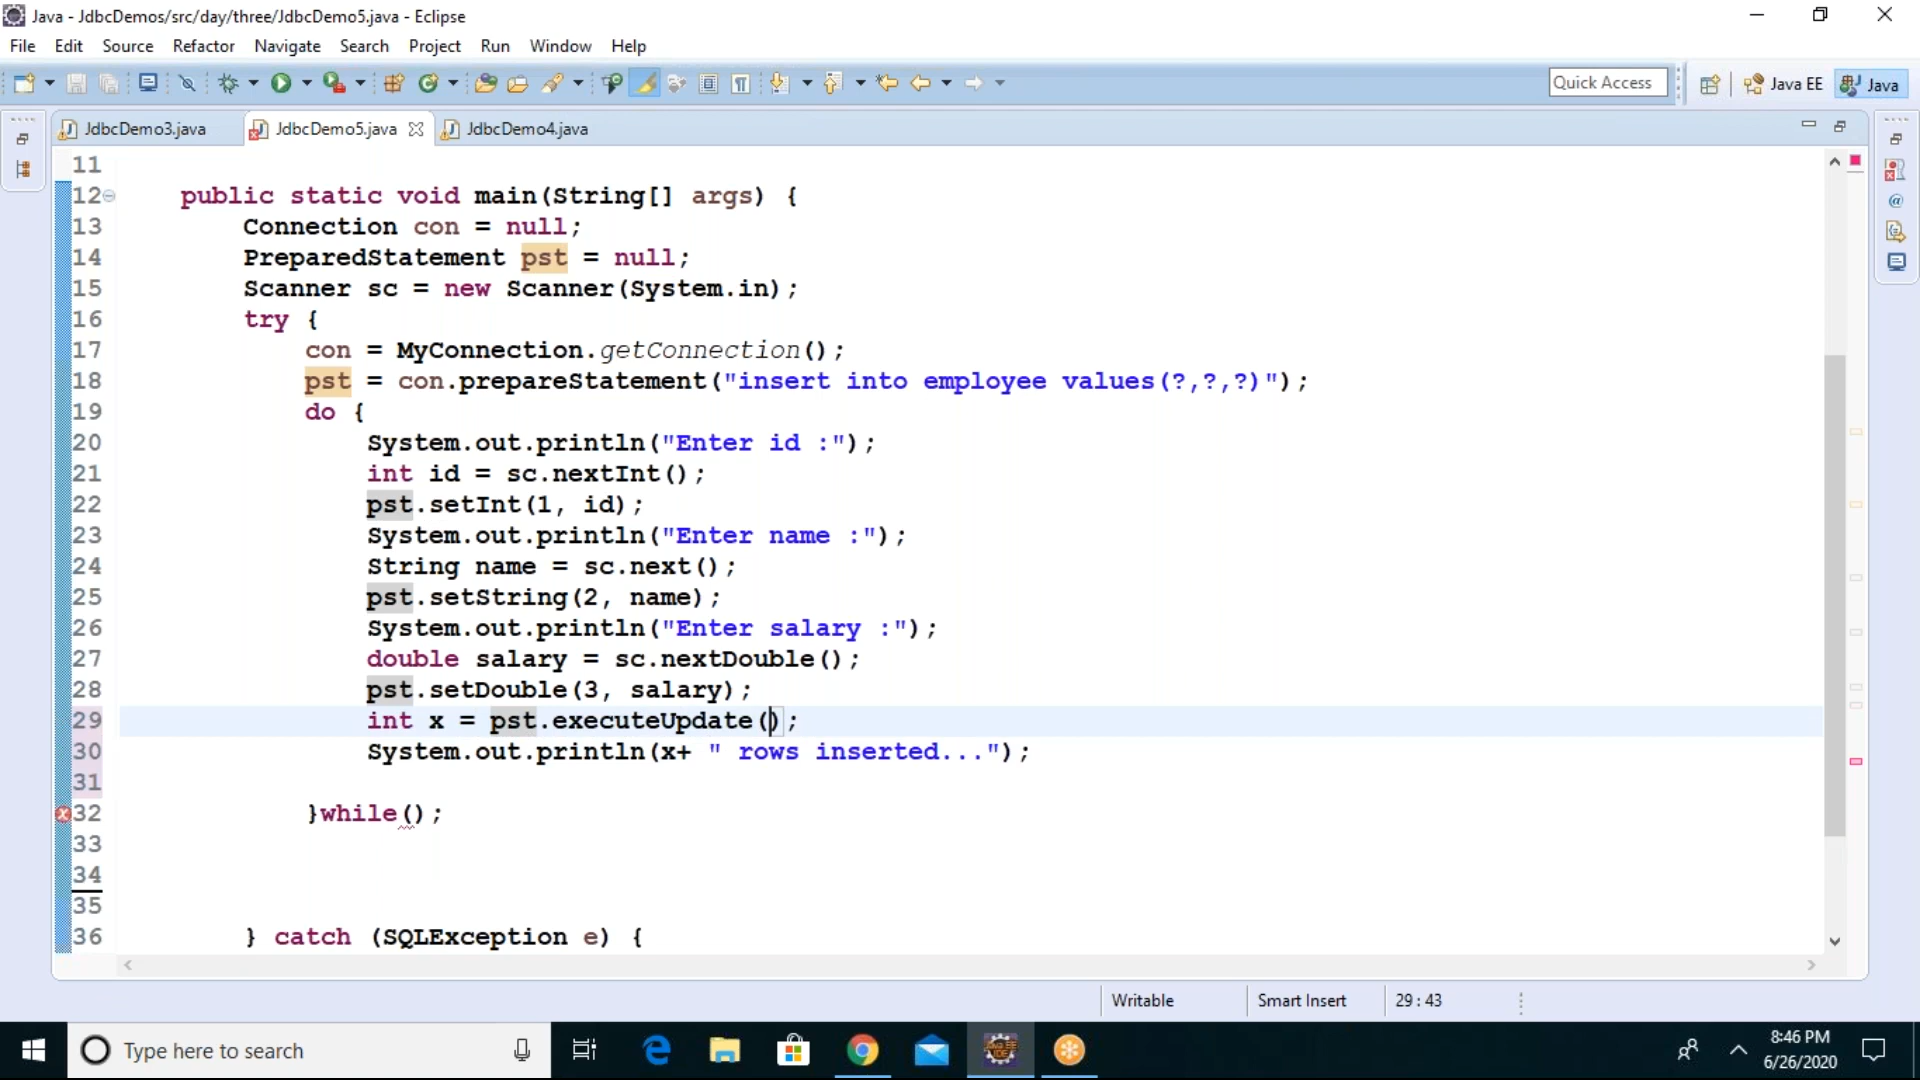 Java - JdbcDemos/src/day/three/JdbcDemo5.java - Eclipse
File Edit Source Refactor Navigate Search Project Run Window Help
Quick Access Java EE Java
JdbcDemo3.java JdbcDemo5.java JdbcDemo4.java
11
12 public static void main(String[] args) {
13 Connection con = null;
14 PreparedStatement pst = null;
15 Scanner sc = new Scanner(System.in);
16 try {
17 con = MyConnection.getConnection();
18 pst = con.prepareStatement("insert into employee values(?,?,?)");
19 do {
20 System.out.println("Enter id :");
21 int id = sc.nextInt();
22 pst.setInt(1, id);
23 System.out.println("Enter name :");
24 String name = sc.next();
25 pst.setString(2, name);
26 System.out.println("Enter salary :");
27 double salary = sc.nextDouble();
28 pst.setDouble(3, salary);
29 int x = pst.executeUpdate();
30 System.out.println(x+ " rows inserted...");
31
32 }while();
33
34
35
36 } catch (SQLException e) {
Writable Smart Insert 29 : 43
Type here to search
8:46 PM
6/26/2020